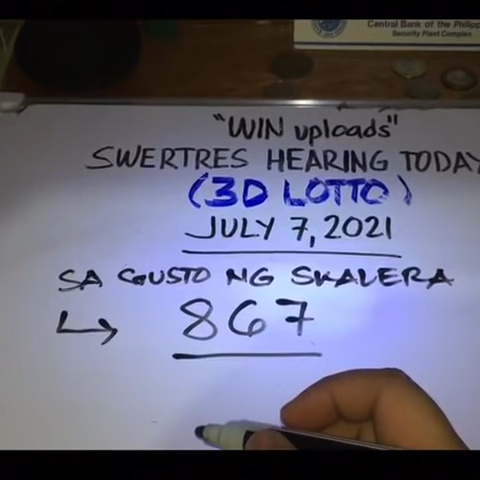 Central Bank of the Philipp
Security Plant Complex
"WIN uploads"
SWERTRES HEARING TODAY
(3D LOTTO)
JULY 7, 2021
SA GUSTO NG SKALERA
867